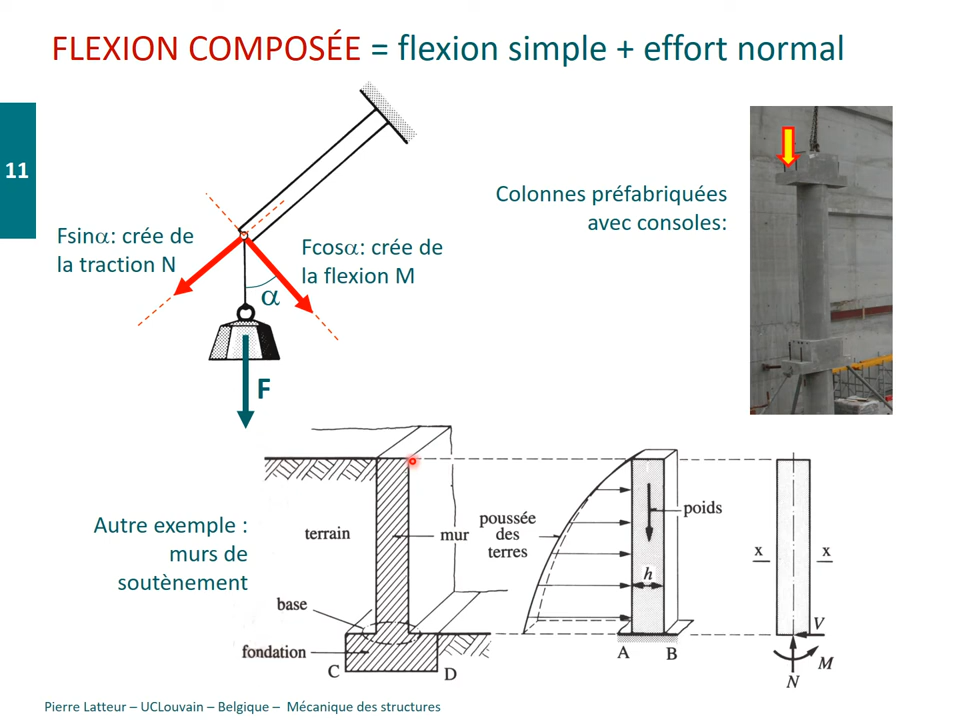 FLEXION COMPOSÉE = flexion simple + effort normal
11
Colonnes préfabriquées
avec consoles:
Fsinα: crée de
la traction N
Fcosα: crée de
la flexion M
α
F
Autre exemple :
murs de
soutènement
terrain
mur
poussée
des
terres
poids
h
x
x
base
fondation
C
D
A
B
V
M
N
Pierre Latteur – UCLouvain – Belgique – Mécanique des structures